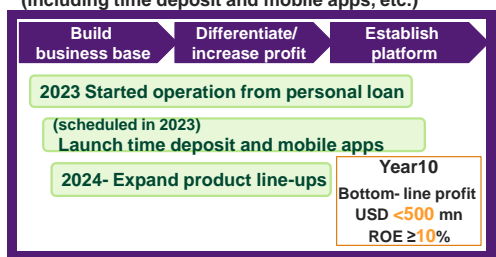 (including time deposit and mobile apps, etc.)
Build
business base
Differentiate/
increase profit
Establish
platform
2023 Started operation from personal loan
(scheduled in 2023)
Launch time deposit and mobile apps
2024- Expand product line-ups
Year10
Bottom- line profit
USD <500 mn
ROE ≥10%